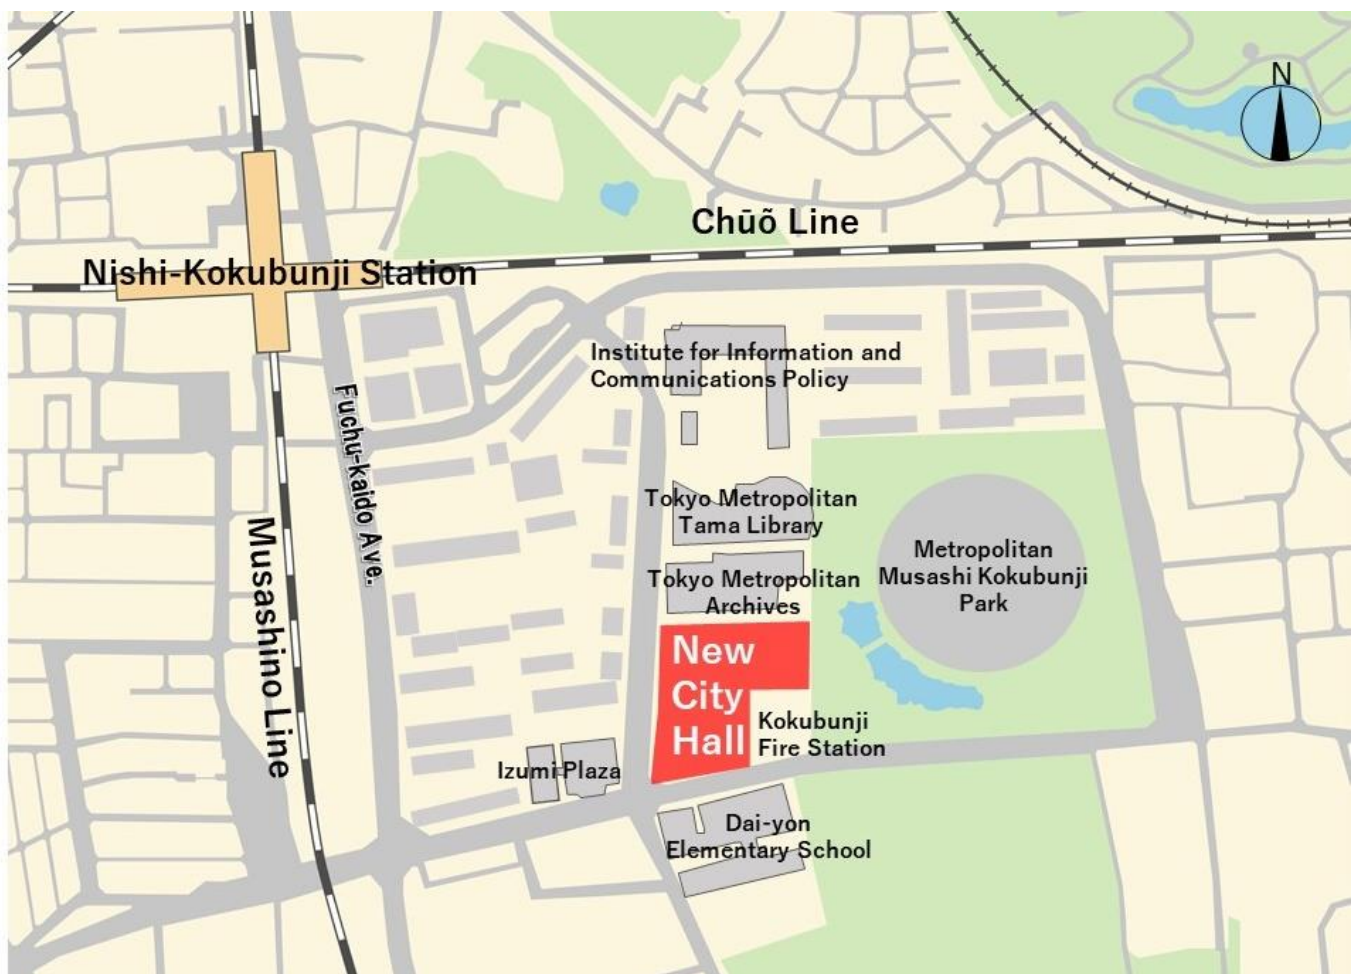 N
Chūõ Line
Nishi-Kokubunji Station
Institute for Information and
Communications Policy
Fuchu-kaido Ave.
Tokyo Metropolitan
Tama Library
Metropolitan
Musashi Kokubunji
Park
Tokyo Metropolitan
Archives
Musashino Line
New
City
Hall
Kokubunji
Fire Station
Izumi Plaza
Dai-yon
Elementary School